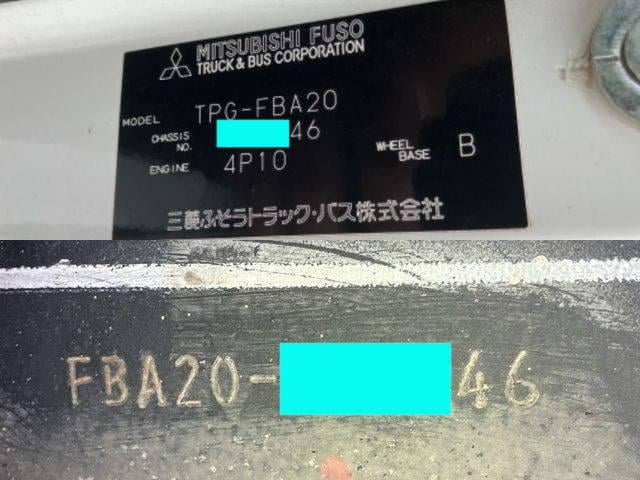 MITSUBISHI FUSO
TRUCK & BUS CORPORATION
MODEL TPG-FBA20
CHASSIS NO. 46
ENGINE 4P10
WHEEL BASE B
三菱ふそうトラック・バス株式会社
FBA20- 46